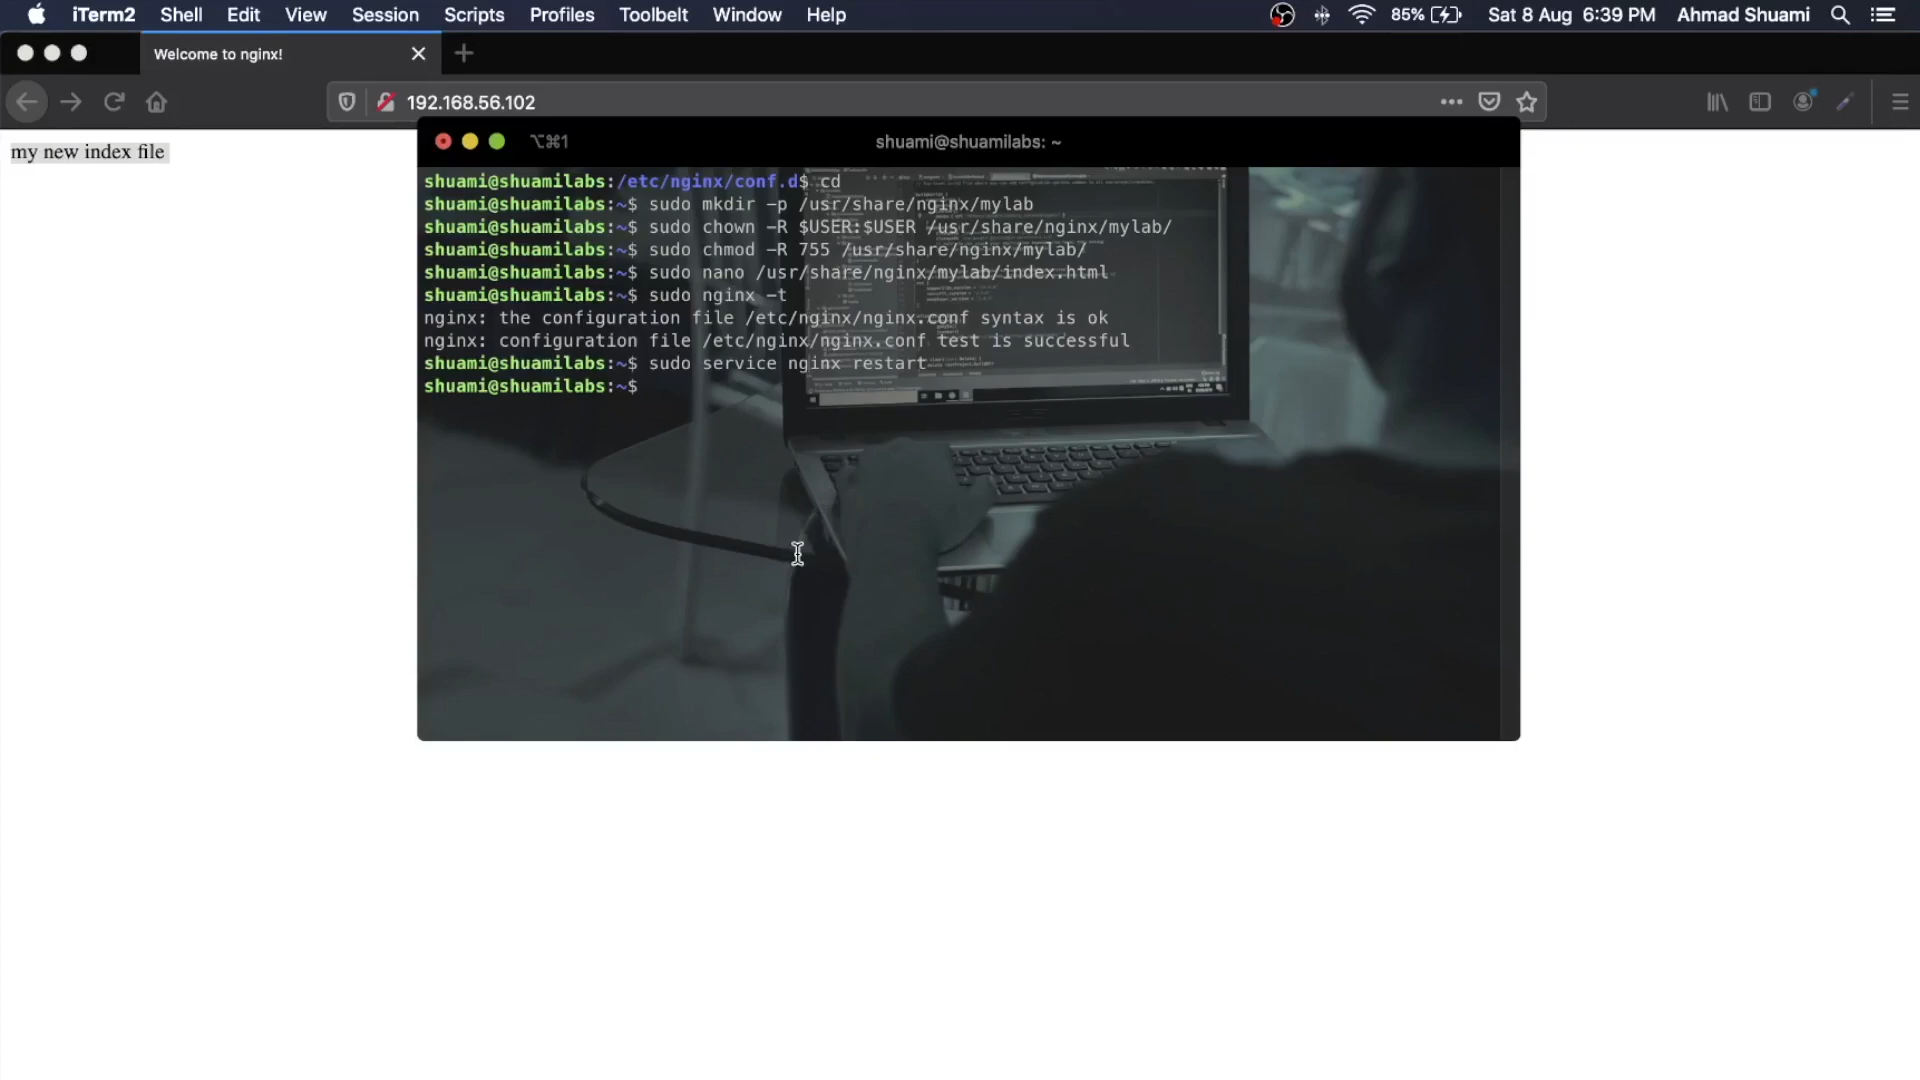 iTerm2 Shell Edit View Session Scripts Profiles Toolbelt Window Help 85% Sat 8 Aug 6:39 PM Ahmad Shuami
Welcome to nginx!
192.168.56.102
my new index file
⌥⌘1 shuami@shuamilabs: ~
shuami@shuamilabs:/etc/nginx/conf.d$ cd
shuami@shuamilabs:~$ sudo mkdir -p /usr/share/nginx/mylab
shuami@shuamilabs:~$ sudo chown -R $USER:$USER /usr/share/nginx/mylab/
shuami@shuamilabs:~$ sudo chmod -R 755 /usr/share/nginx/mylab/
shuami@shuamilabs:~$ sudo nano /usr/share/nginx/mylab/index.html
shuami@shuamilabs:~$ sudo nginx -t
nginx: the configuration file /etc/nginx/nginx.conf syntax is ok
nginx: configuration file /etc/nginx/nginx.conf test is successful
shuami@shuamilabs:~$ sudo service nginx restart
shuami@shuamilabs:~$